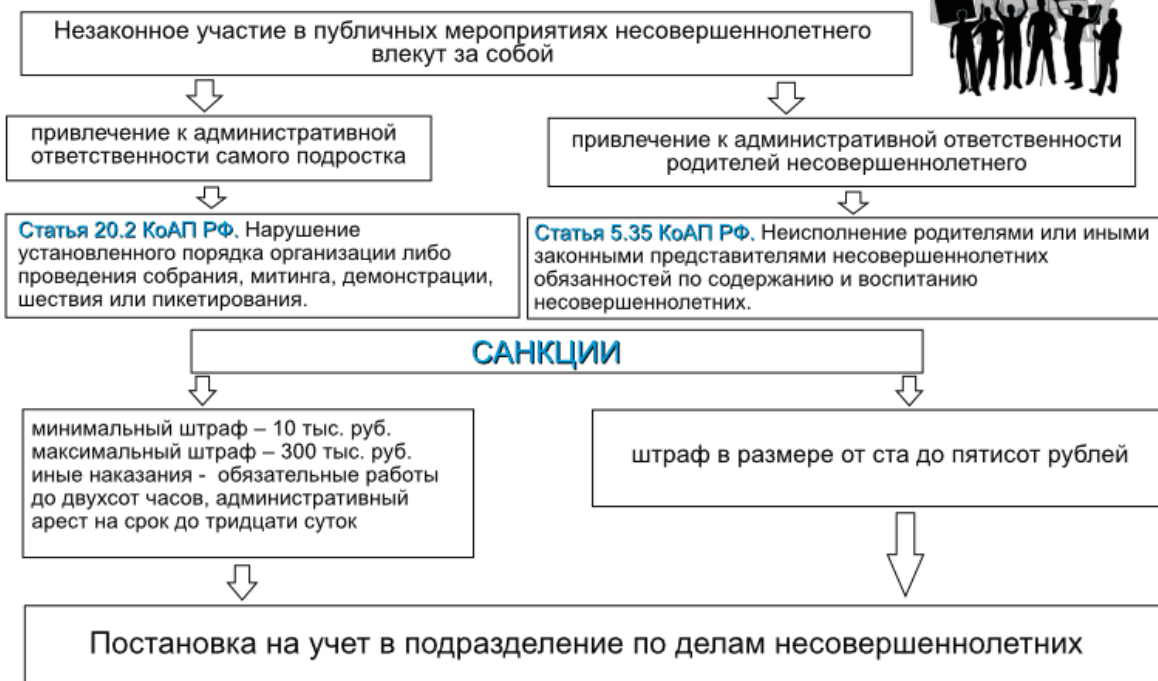 Незаконное участие в публичных мероприятиях несовершеннолетнего
влекут за собой
привлечение к административной
ответственности самого подростка
привлечение к административной ответственности
родителей несовершеннолетнего
Статья 20.2 КоАП РФ. Нарушение
установленного порядка организации либо
проведения собрания, митинга, демонстрации,
шествия или пикетирования.
Статья 5.35 КоАП РФ. Неисполнение родителями или иными
законными представителями несовершеннолетних
обязанностей по содержанию и воспитанию
несовершеннолетних.
САНКЦИИ
минимальный штраф – 10 тыс. руб.
максимальный штраф – 300 тыс. руб.
иные наказания - обязательные работы
до двухсот часов, административный
арест на срок до тридцати суток
штраф в размере от ста до пятисот рублей
Постановка на учет в подразделение по делам несовершеннолетних